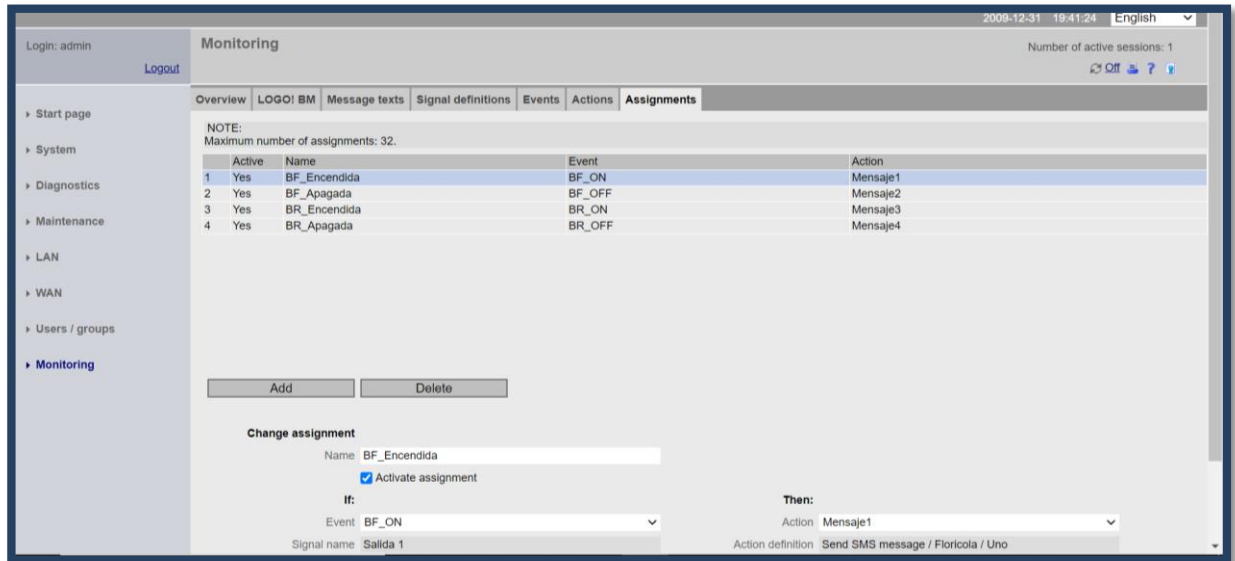 2009-12-31 19:41:24 English
Login: admin
Logout
Monitoring
Number of active sessions: 1
Off ?
Start page
System
Diagnostics
Maintenance
LAN
WAN
Users / groups
Monitoring
Overview LOGO! BM Message texts Signal definitions Events Actions Assignments
NOTE:
Maximum number of assignments: 32.
Active Name Event Action
1 Yes BF_Encendida BF_ON Mensaje1
2 Yes BF_Apagada BF_OFF Mensaje2
3 Yes BR_Encendida BR_ON Mensaje3
4 Yes BR_Apagada BR_OFF Mensaje4
Add Delete
Change assignment
Name BF_Encendida
Activate assignment
If: Then:
Event BF_ON Action Mensaje1
Signal name Salida 1 Action definition Send SMS message / Floricola / Uno